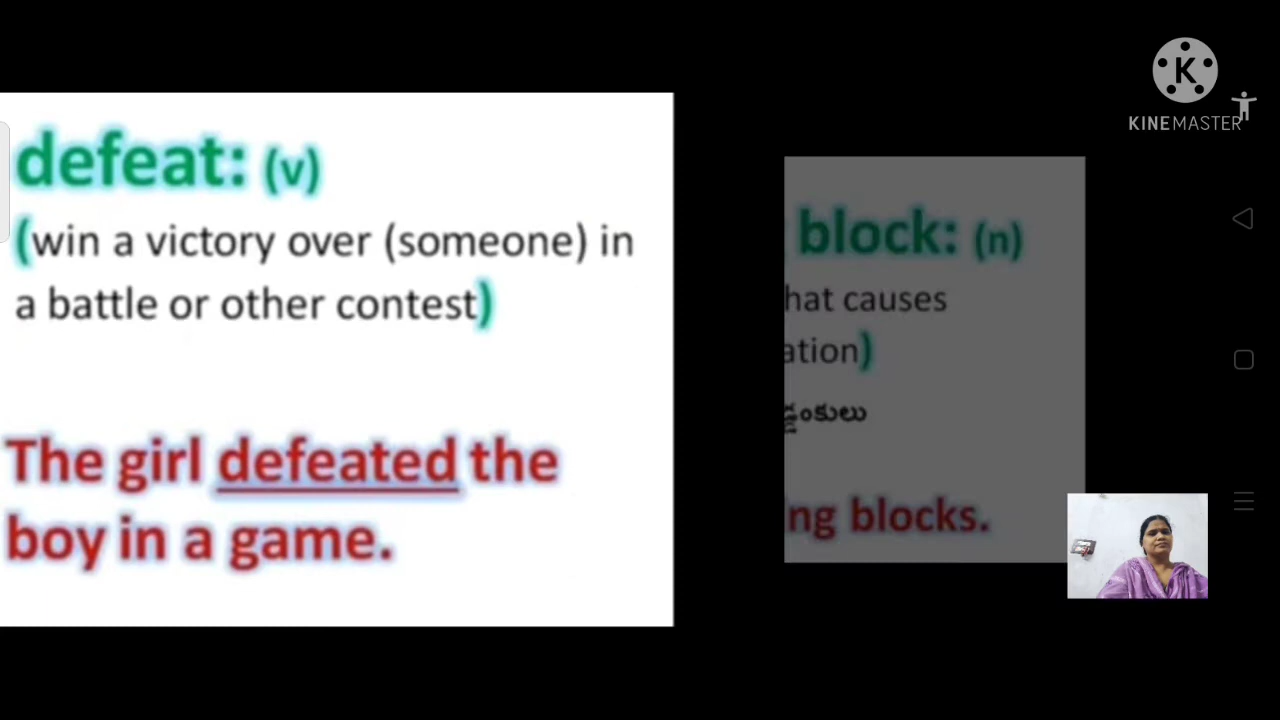 defeat: (v)
(win a victory over (someone) in
a battle or other contest)
The girl defeated the
boy in a game.
block: (n)
hat causes
ation)
ng blocks.
K
KINEMASTER